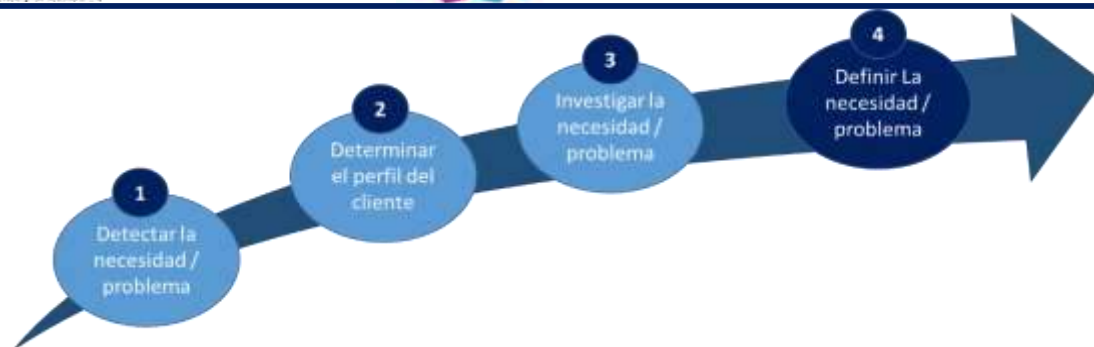 1
Detectar la
necesidad /
problema
2
Determinar
el perfil del
cliente
3
Investigar la
necesidad /
problema
4
Definir La
necesidad /
problema